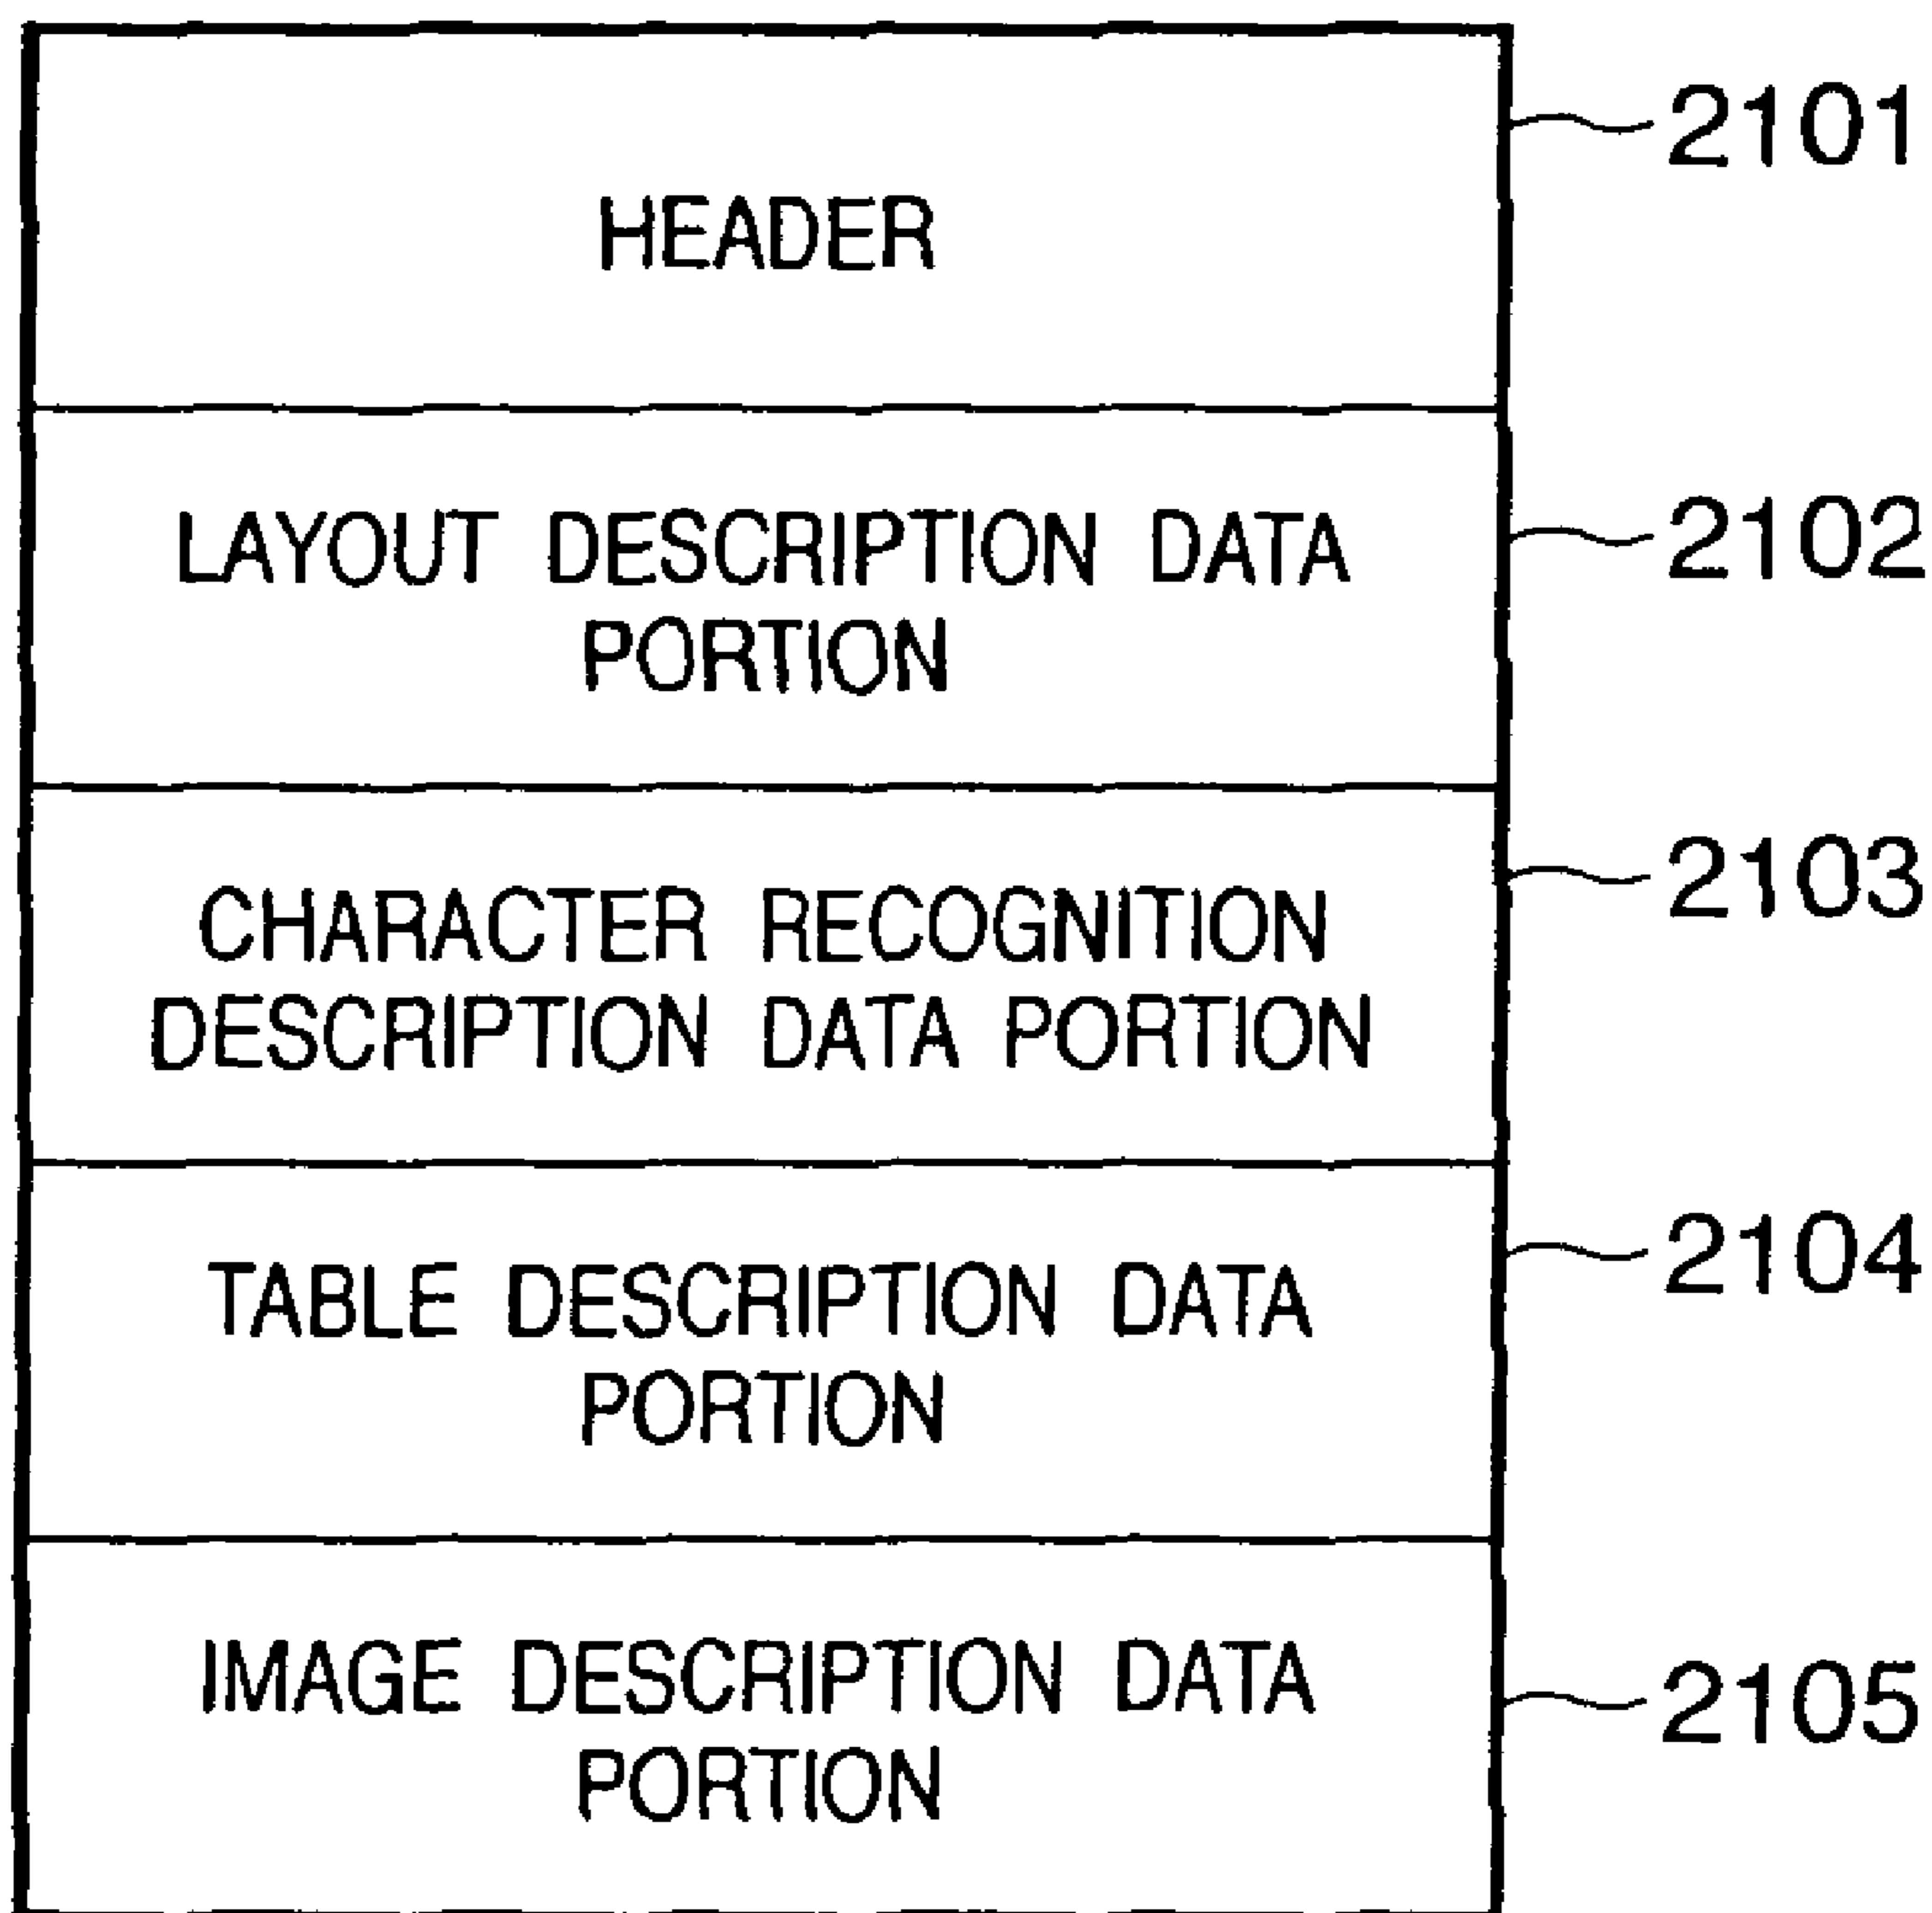 HEADER
2101
LAYOUT DESCRIPTION DATA
PORTION
2102
CHARACTER RECOGNITION
DESCRIPTION DATA PORTION
2103
TABLE DESCRIPTION DATA
PORTION
2104
IMAGE DESCRIPTION DATA
PORTION
2105